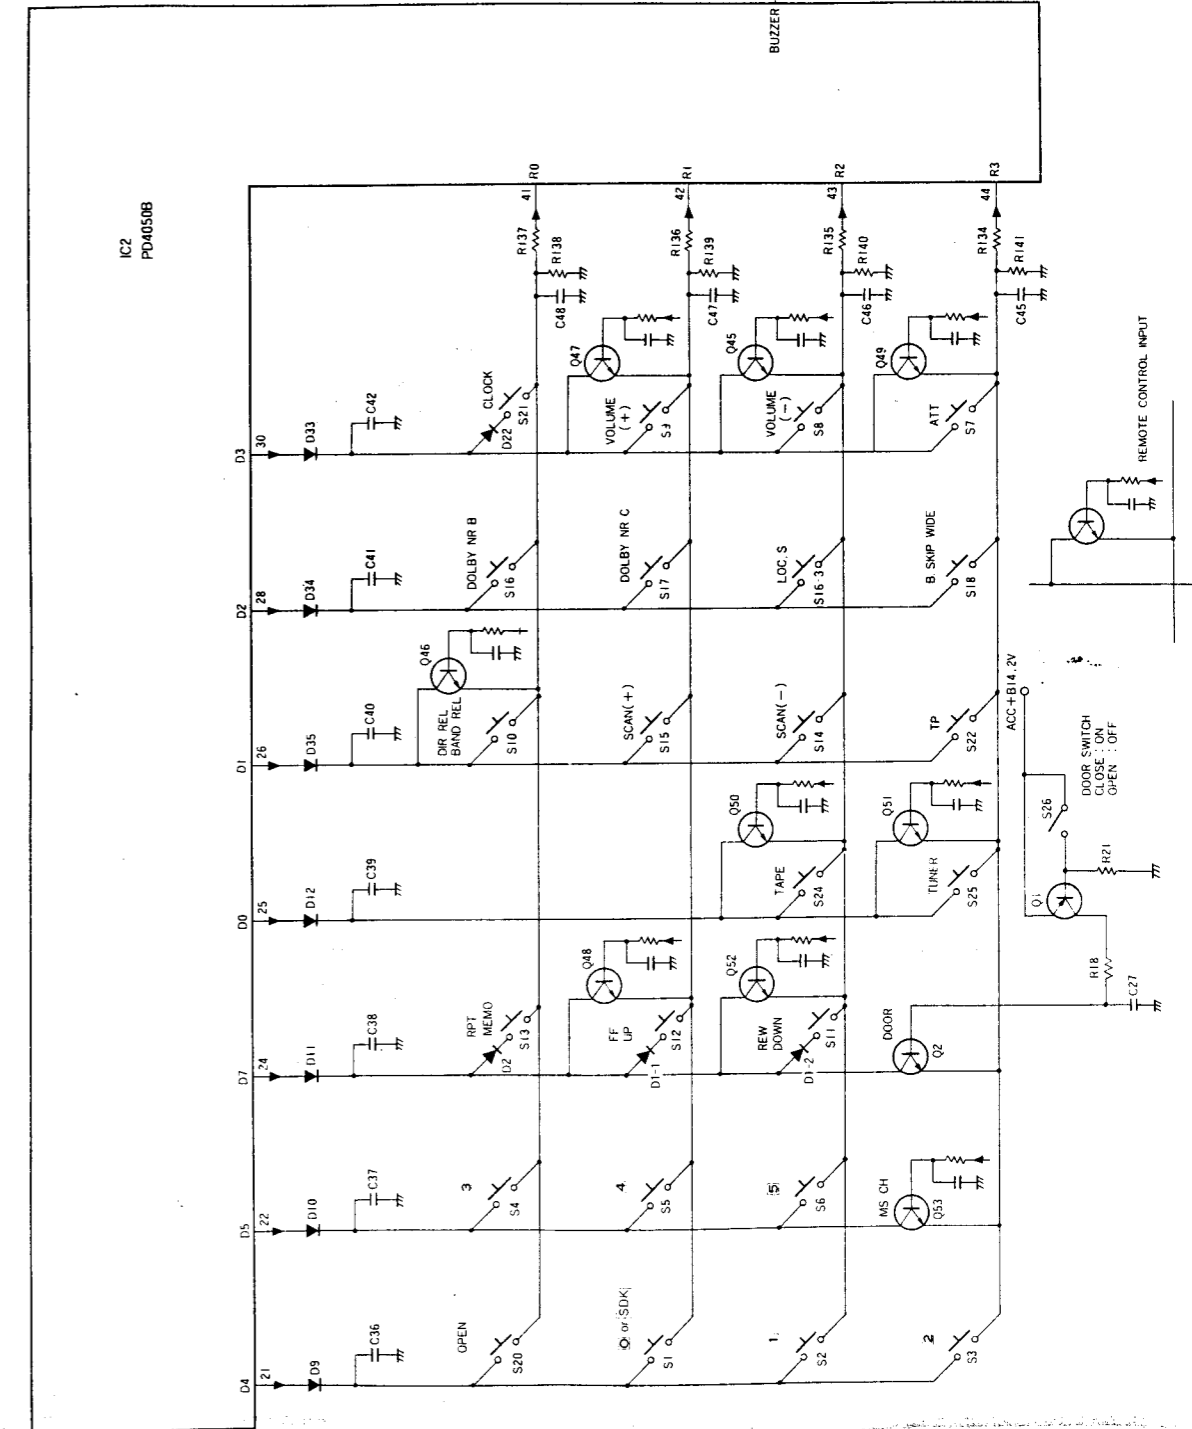 BUZZER
IC2
PD4050B
41
R0
42
R1
43
R2
44
R3
R137
R138
C48
R136
R139
C47
R135
R140
C46
R134
R141
C45
D3
30
D33
C42
CLOCK
D22
S21
Q47
VOLUME
(+)
S9
Q45
VOLUME
(-)
S8
Q49
ATT
S7
REMOTE CONTROL INPUT
D2
28
D34
C41
DOLBY NR B
S16
DOLBY NR C
S17
LOC. S
S16-3
B. SKIP WIDE
S18
D1
26
D35
C40
Q46
DIR REL
BAND REL
S10
SCAN(+)
S15
SCAN(-)
S14
TP
S22
ACC+B14.2V
DOOR SWITCH
CLOSE : ON
OPEN : OFF
S26
R21
Q1
R18
C27
D0
25
D12
C39
Q50
TAPE
S24
Q51
TUNER
S25
D7
24
D11
C38
RPT
MEMO
D2
S13
Q48
FF
UP
D1-1
S12
Q52
REW
DOWN
D1-2
S11
DOOR
Q2
D5
22
D10
C37
3
S4
4
S5
5
S6
MS CH
Q53
D4
21
D9
C36
OPEN
S20
O or SDK
S1
1
S2
2
S3